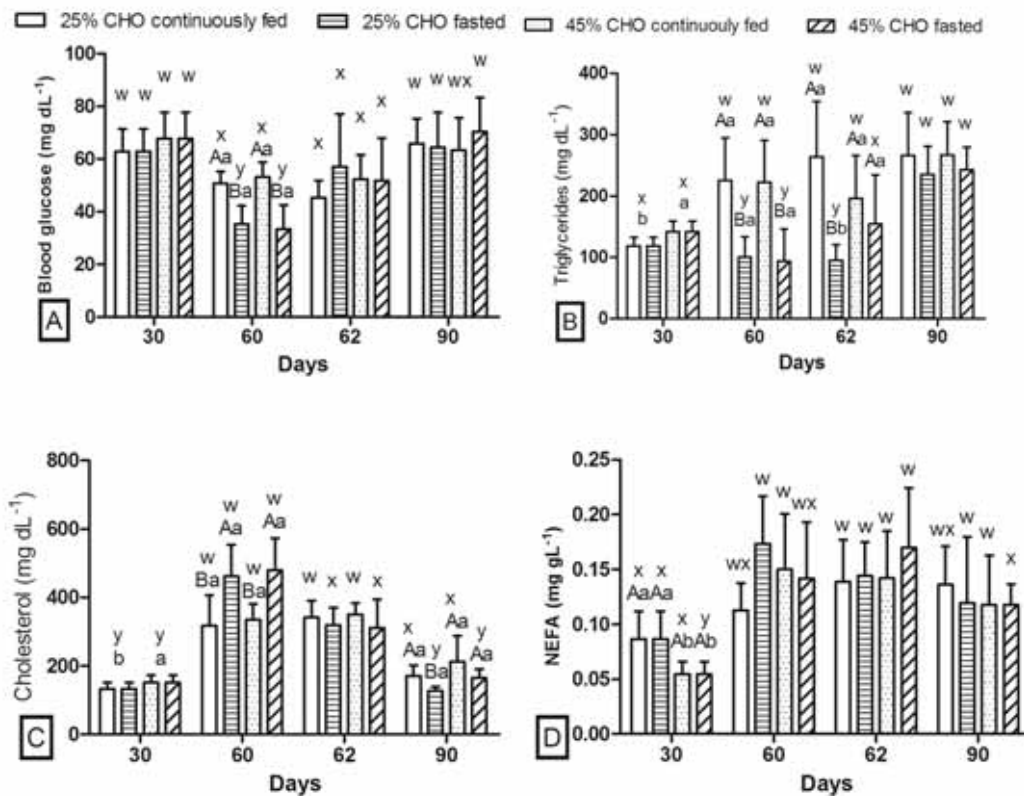 25% CHO continuously fed 25% CHO fasted 45% CHO continouly fed 45% CHO fasted
A
Blood glucose (mg dL⁻¹)
100
80
60
40
20
0
w w w w
x x
Aa y Aa y
Ba Ba
x x x x
w w wx w
30 60 62 90
Days
B
Triglycerides (mg dL⁻¹)
400
300
200
100
0
x x
b a
w w
Aa Aa
y y
Ba Ba
w
Aa
y
Bb
w
Aa
x
Aa
w w w w
30 60 62 90
Days
C
Cholesterol (mg dL⁻¹)
800
600
400
200
0
y y
b a
w
Ba
w
Aa
w
Ba
w
Aa
w x w x
x
Aa
y
Ba
x
Aa
y
Aa
30 60 62 90
Days
D
NEFA (mg gL⁻¹)
0.25
0.20
0.15
0.10
0.05
0.00
x x
Aa Aa
x y
Ab Ab
wx w w wx
w w w w
wx w w x
30 60 62 90
Days